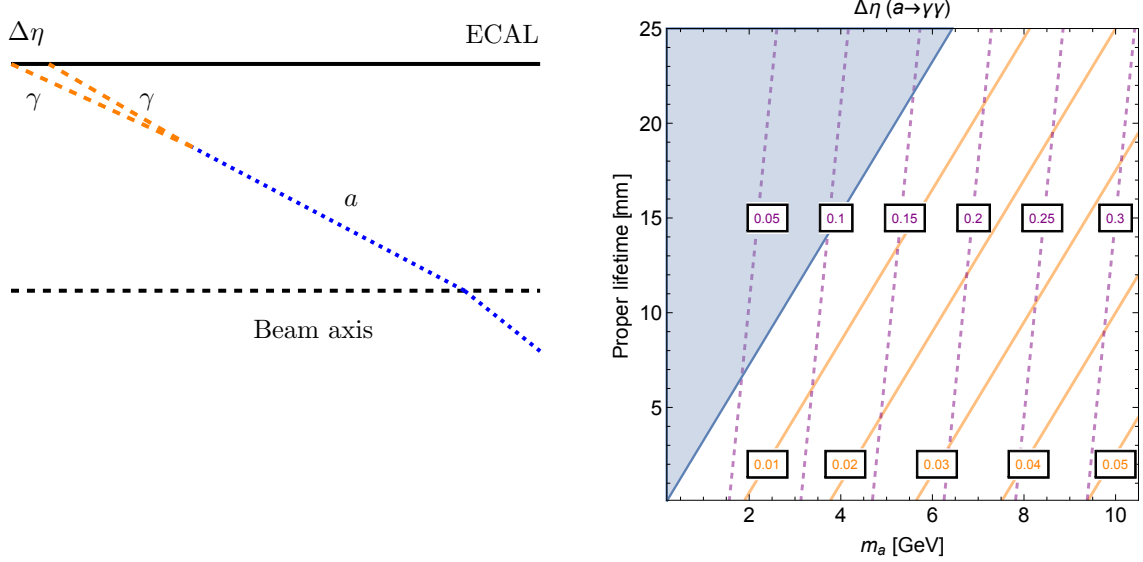 Δη
ECAL
γ
γ
a
Beam axis
Δη (a→γγ)
Proper lifetime [mm]
25
20
15
10
5
0.05
0.1
0.15
0.2
0.25
0.3
0.01
0.02
0.03
0.04
0.05
2
4
6
8
10
m_a [GeV]